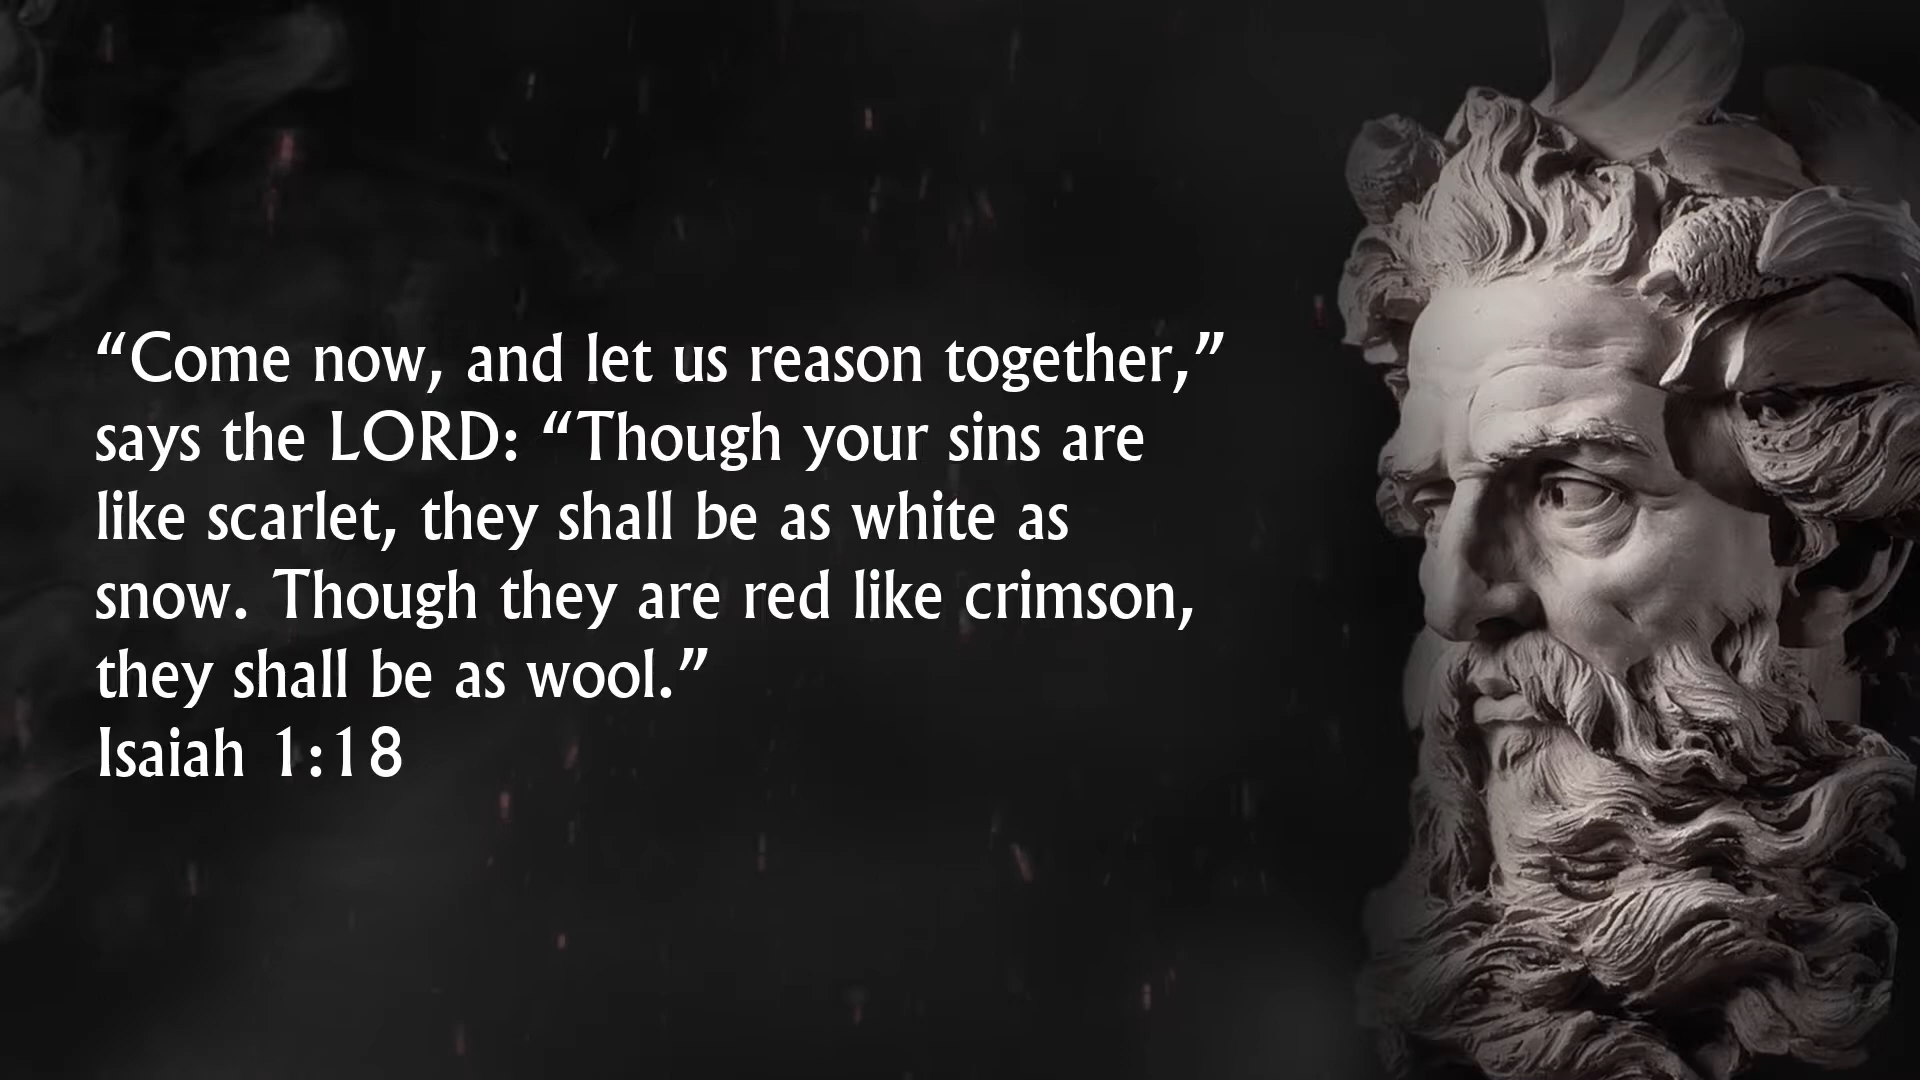 “Come now, and let us reason together,”
says the LORD: “Though your sins are
like scarlet, they shall be as white as
snow. Though they are red like crimson,
they shall be as wool.”
Isaiah 1:18